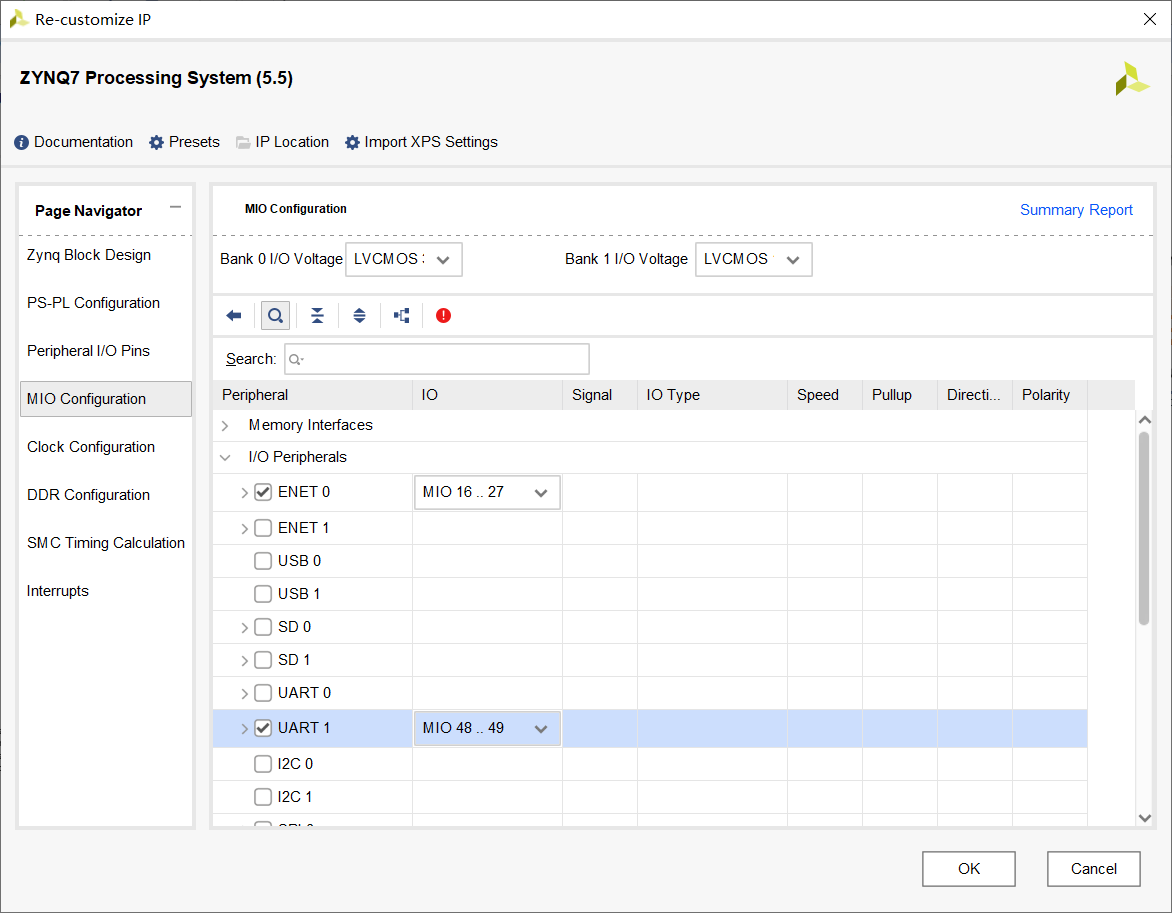 Re-customize IP
ZYNQ7 Processing System (5.5)
Documentation Presets IP Location Import XPS Settings
Page Navigator
Zynq Block Design
PS-PL Configuration
Peripheral I/O Pins
MIO Configuration
Clock Configuration
DDR Configuration
SMC Timing Calculation
Interrupts
MIO Configuration
Summary Report
Bank 0 I/O Voltage LVCMOS Bank 1 I/O Voltage LVCMOS
Search:
Peripheral IO Signal IO Type Speed Pullup Directi... Polarity
Memory Interfaces
I/O Peripherals
ENET 0 MIO 16 .. 27
ENET 1
USB 0
USB 1
SD 0
SD 1
UART 0
UART 1 MIO 48 .. 49
I2C 0
I2C 1
OK Cancel